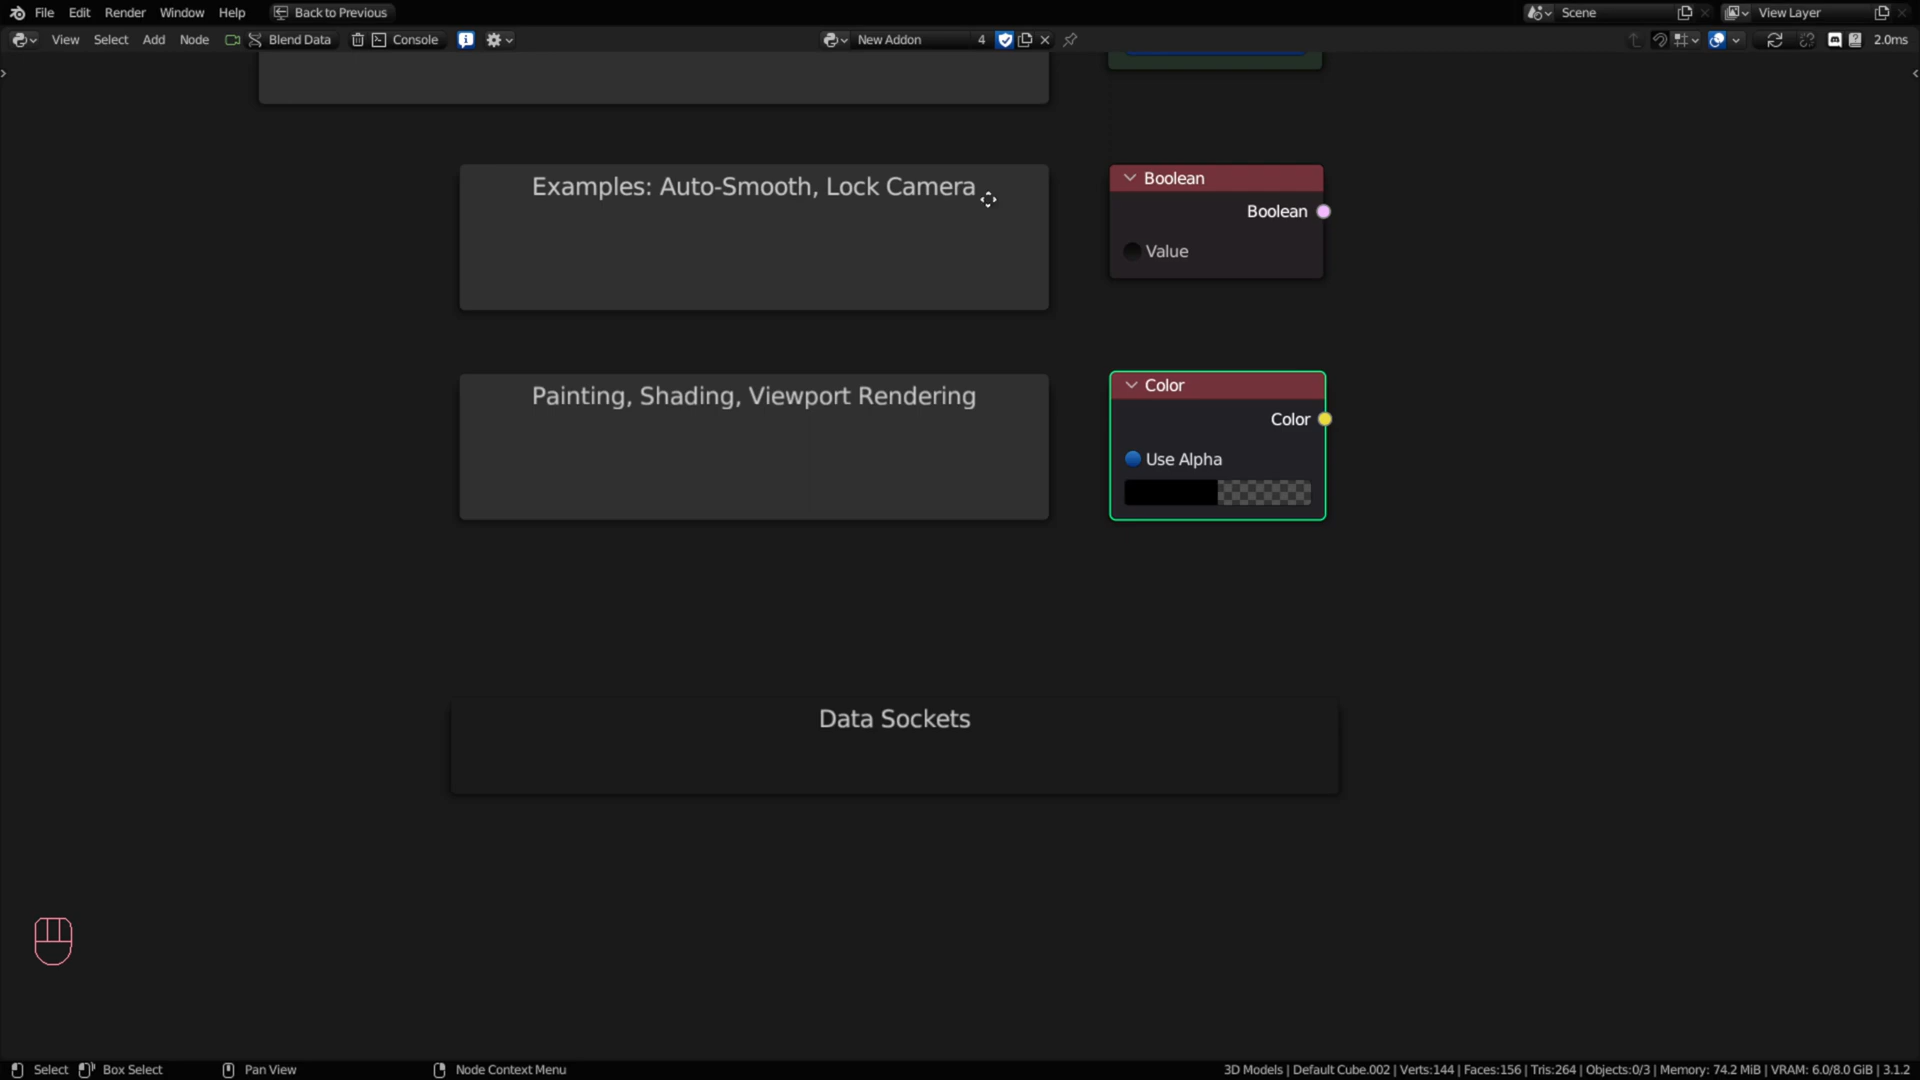 File Edit Render Window Help Back to Previous Scene View Layer
View Select Add Node Blend Data Console New Addon 4 2.0ms
Examples: Auto-Smooth, Lock Camera
Boolean
Boolean
Value
Painting, Shading, Viewport Rendering
Color
Color
Use Alpha
Data Sockets
Select Box Select Pan View Node Context Menu 3D Models | Default Cube.002 | Verts:144 | Faces:156 | Tris:264 | Objects:0/3 | Memory: 74.2 MiB | VRAM: 6.0/8.0 GiB | 3.1.2